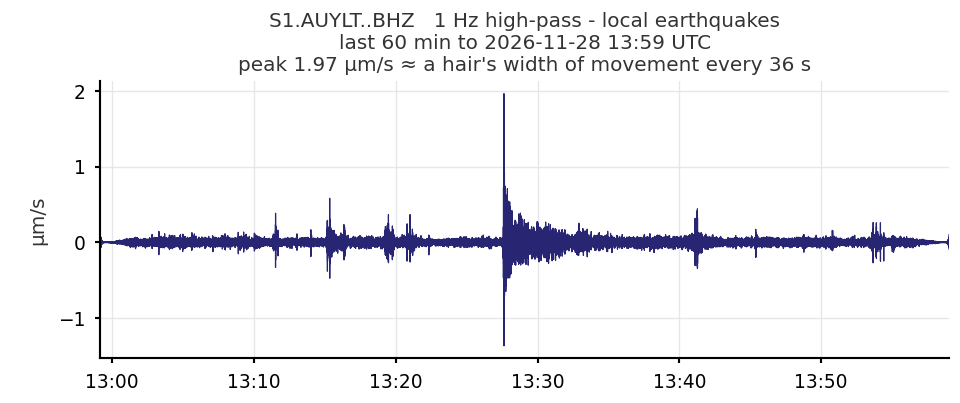 S1.AUYLT..BHZ   1 Hz high-pass - local earthquakes
last 60 min to 2026-11-28 13:59 UTC
peak 1.97 µm/s ≈ a hair's width of movement every 36 s
2
1
0
−1
µm/s
13:00 13:10 13:20 13:30 13:40 13:50